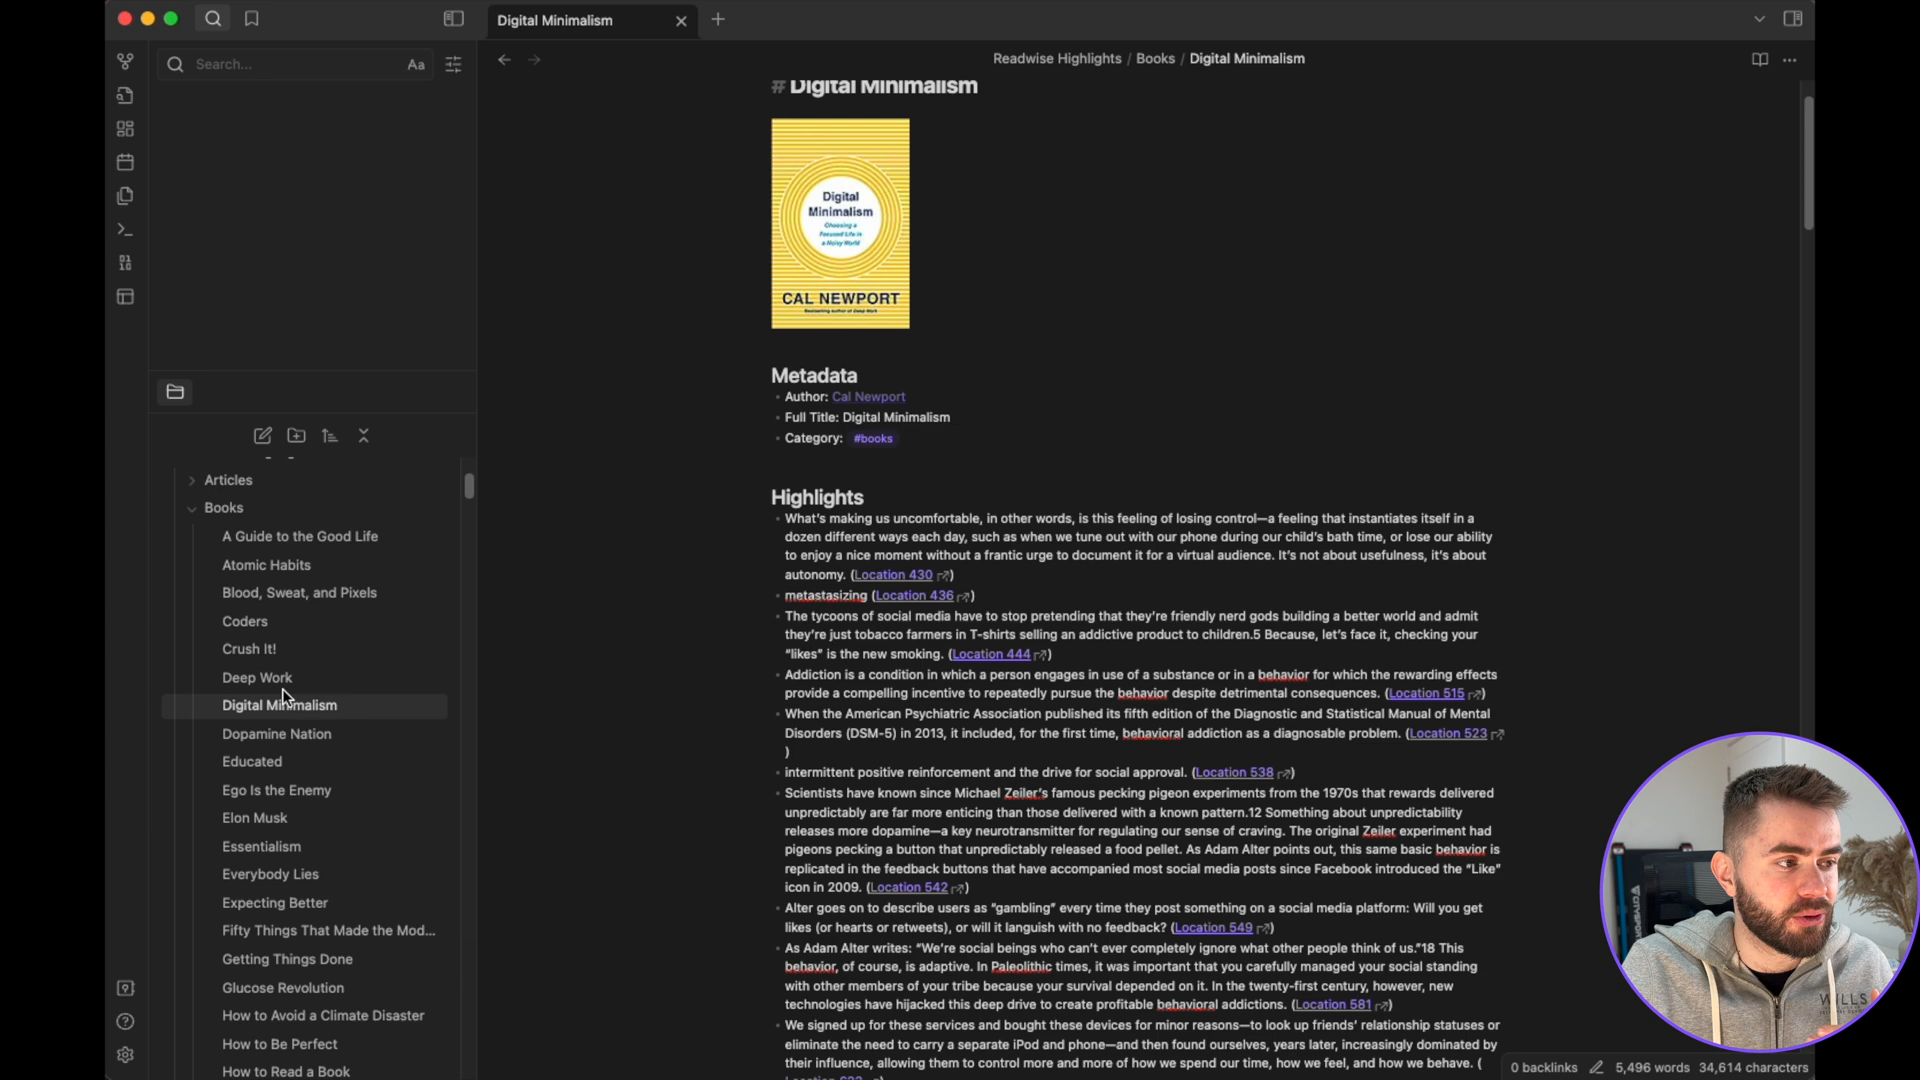 Digital Minimalism
Search...
Aa
Readwise Highlights / Books / Digital Minimalism
# Digital Minimalism
Digital
Minimalism
Choosing a
Focused Life in
a Noisy World
CAL NEWPORT
Bestselling author of Deep Work
Metadata
Author: Cal Newport
Full Title: Digital Minimalism
Category: #books
Articles
Books
A Guide to the Good Life
Atomic Habits
Blood, Sweat, and Pixels
Coders
Crush It!
Deep Work
Digital Minimalism
Dopamine Nation
Educated
Ego Is the Enemy
Elon Musk
Essentialism
Everybody Lies
Expecting Better
Fifty Things That Made the Mod...
Getting Things Done
Glucose Revolution
How to Avoid a Climate Disaster
How to Be Perfect
How to Read a Book
Highlights
What's making us uncomfortable, in other words, is this feeling of losing control—a feeling that instantiates itself in a
dozen different ways each day, such as when we tune out with our phone during our child's bath time, or lose our ability
to enjoy a nice moment without a frantic urge to document it for a virtual audience. It's not about usefulness, it's about
autonomy. (Location 430)
metastasizing (Location 436)
The tycoons of social media have to stop pretending that they're friendly nerd gods building a better world and admit
they're just tobacco farmers in T-shirts selling an addictive product to children.5 Because, let's face it, checking your
“likes” is the new smoking. (Location 444)
Addiction is a condition in which a person engages in use of a substance or in a behavior for which the rewarding effects
provide a compelling incentive to repeatedly pursue the behavior despite detrimental consequences. (Location 515)
When the American Psychiatric Association published its fifth edition of the Diagnostic and Statistical Manual of Mental
Disorders (DSM-5) in 2013, it included, for the first time, behavioral addiction as a diagnosable problem. (Location 523
)
intermittent positive reinforcement and the drive for social approval. (Location 538)
Scientists have known since Michael Zeiler's famous pecking pigeon experiments from the 1970s that rewards delivered
unpredictably are far more enticing than those delivered with a known pattern.12 Something about unpredictability
releases more dopamine—a key neurotransmitter for regulating our sense of craving. The original Zeiler experiment had
pigeons pecking a button that unpredictably released a food pellet. As Adam Alter points out, this same basic behavior is
replicated in the feedback buttons that have accompanied most social media posts since Facebook introduced the “Like”
icon in 2009. (Location 542)
Alter goes on to describe users as “gambling” every time they post something on a social media platform: Will you get
likes (or hearts or retweets), or will it languish with no feedback? (Location 549)
As Adam Alter writes: “We're social beings who can't ever completely ignore what other people think of us.”18 This
behavior, of course, is adaptive. In Paleolithic times, it was important that you carefully managed your social standing
with other members of your tribe because your survival depended on it. In the twenty-first century, however, new
technologies have hijacked this deep drive to create profitable behavioral addictions. (Location 581)
We signed up for these services and bought these devices for minor reasons—to look up friends' relationship statuses or
eliminate the need to carry a separate iPod and phone—and then found ourselves, years later, increasingly dominated by
their influence, allowing them to control more and more of how we spend our time, how we feel, and how we behave. (
WILLS
0 backlinks
5,496 words
34,614 characters